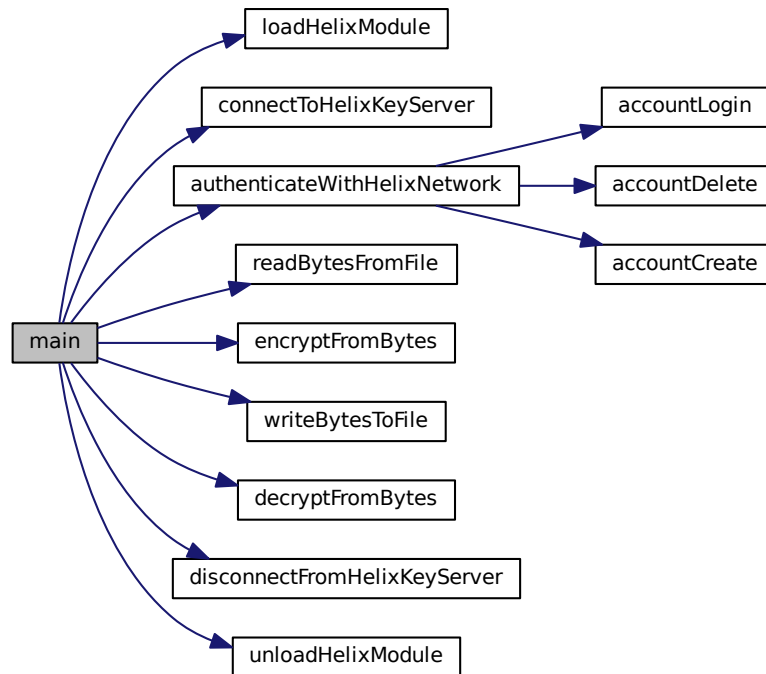 loadHelixModule
connectToHelixKeyServer
accountLogin
authenticateWithHelixNetwork
accountDelete
accountCreate
readBytesFromFile
main
encryptFromBytes
writeBytesToFile
decryptFromBytes
disconnectFromHelixKeyServer
unloadHelixModule